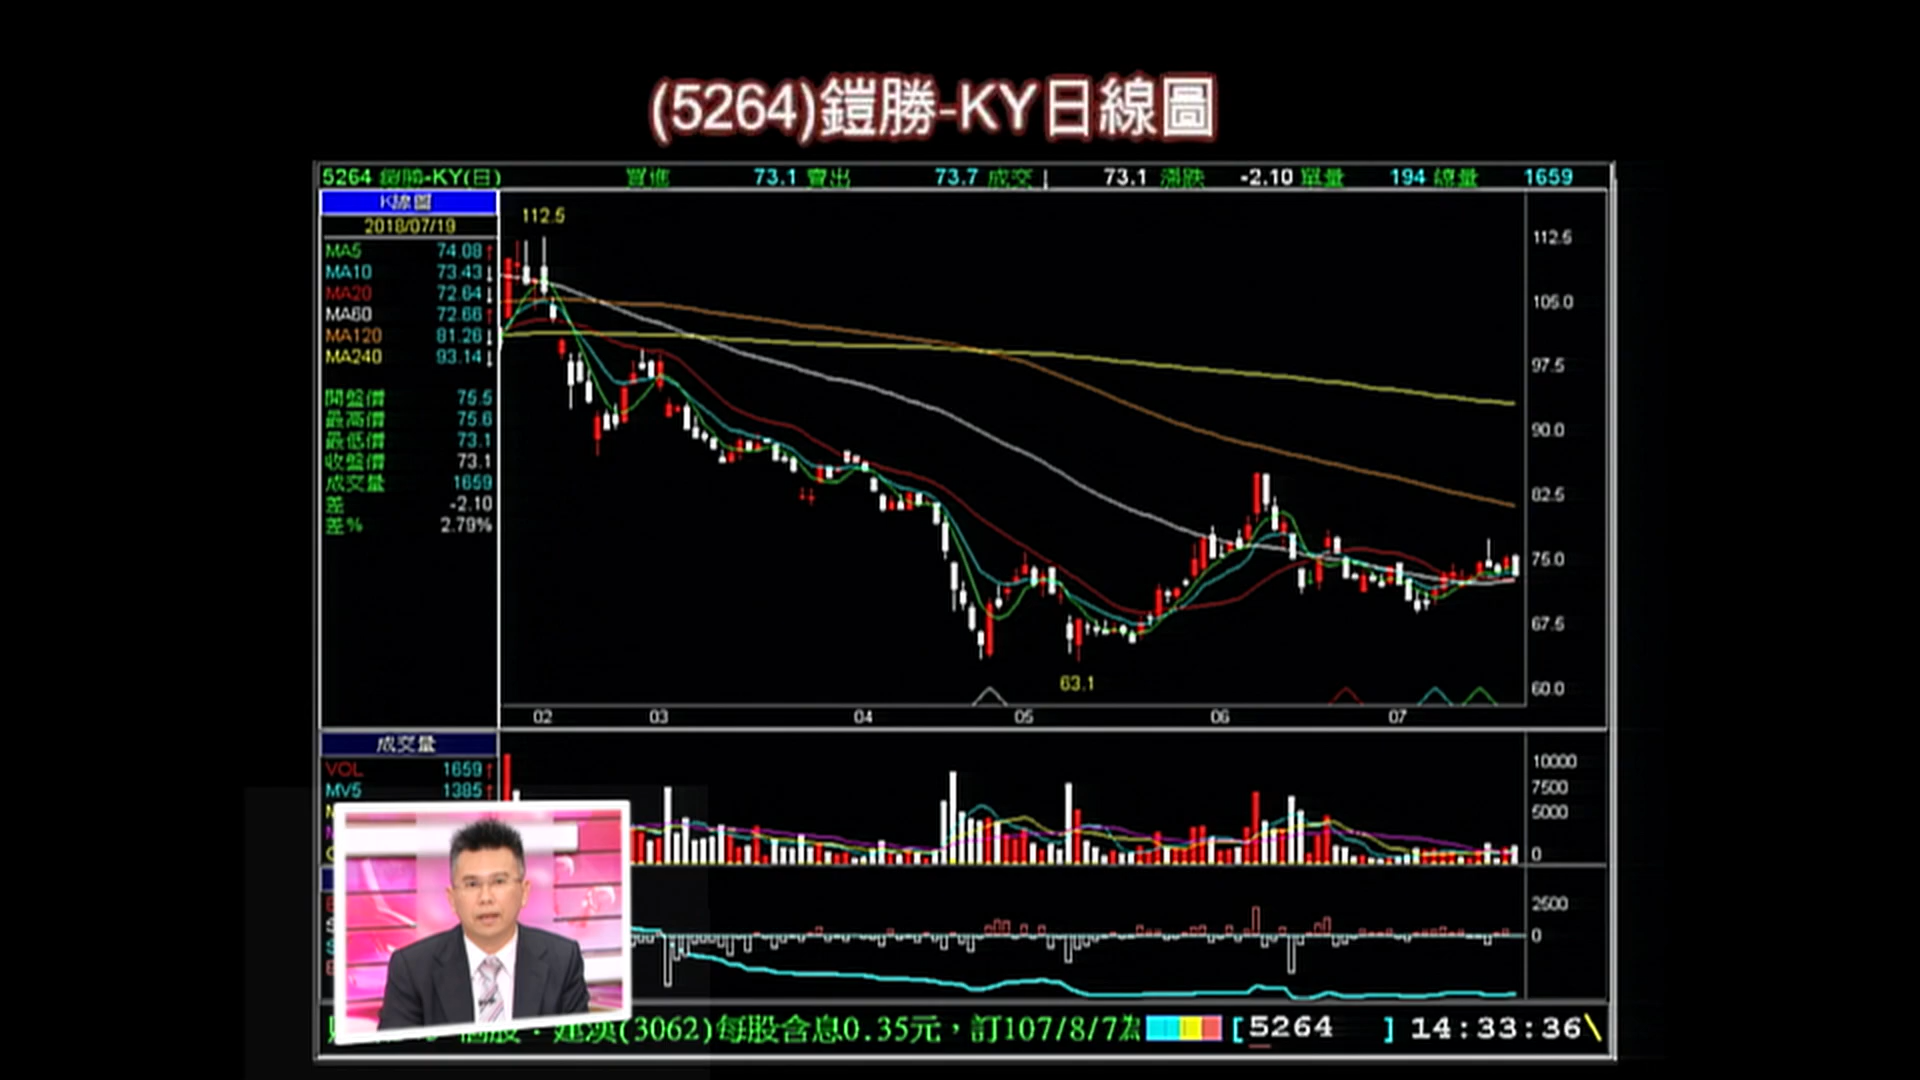 (5264)鎧勝-KY日線圖
5264 鎧勝-KY(日) 買進 73.1 賣出 73.7 成交↓ 73.1 漲跌 -2.10 單量 194 總量 1659
K線圖
2018/07/19
MA5 74.08↑
MA10 73.43↓
MA20 72.64↓
MA60 72.66↑
MA120 81.26↓
MA240 93.14↓
開盤價 75.5
最高價 75.6
最低價 73.1
收盤價 73.1
成交量 1659
差 -2.10
差% 2.79%
112.5
63.1
112.5
105.0
97.5
90.0
82.5
75.0
67.5
60.0
02 03 04 05 06 07
成交量
VOL 1659↑
MV5 1385↑
10000
7500
5000
0
2500
0
(3062)每股含息0.35元，訂107/8/7為 [5264 ] 14:33:36\